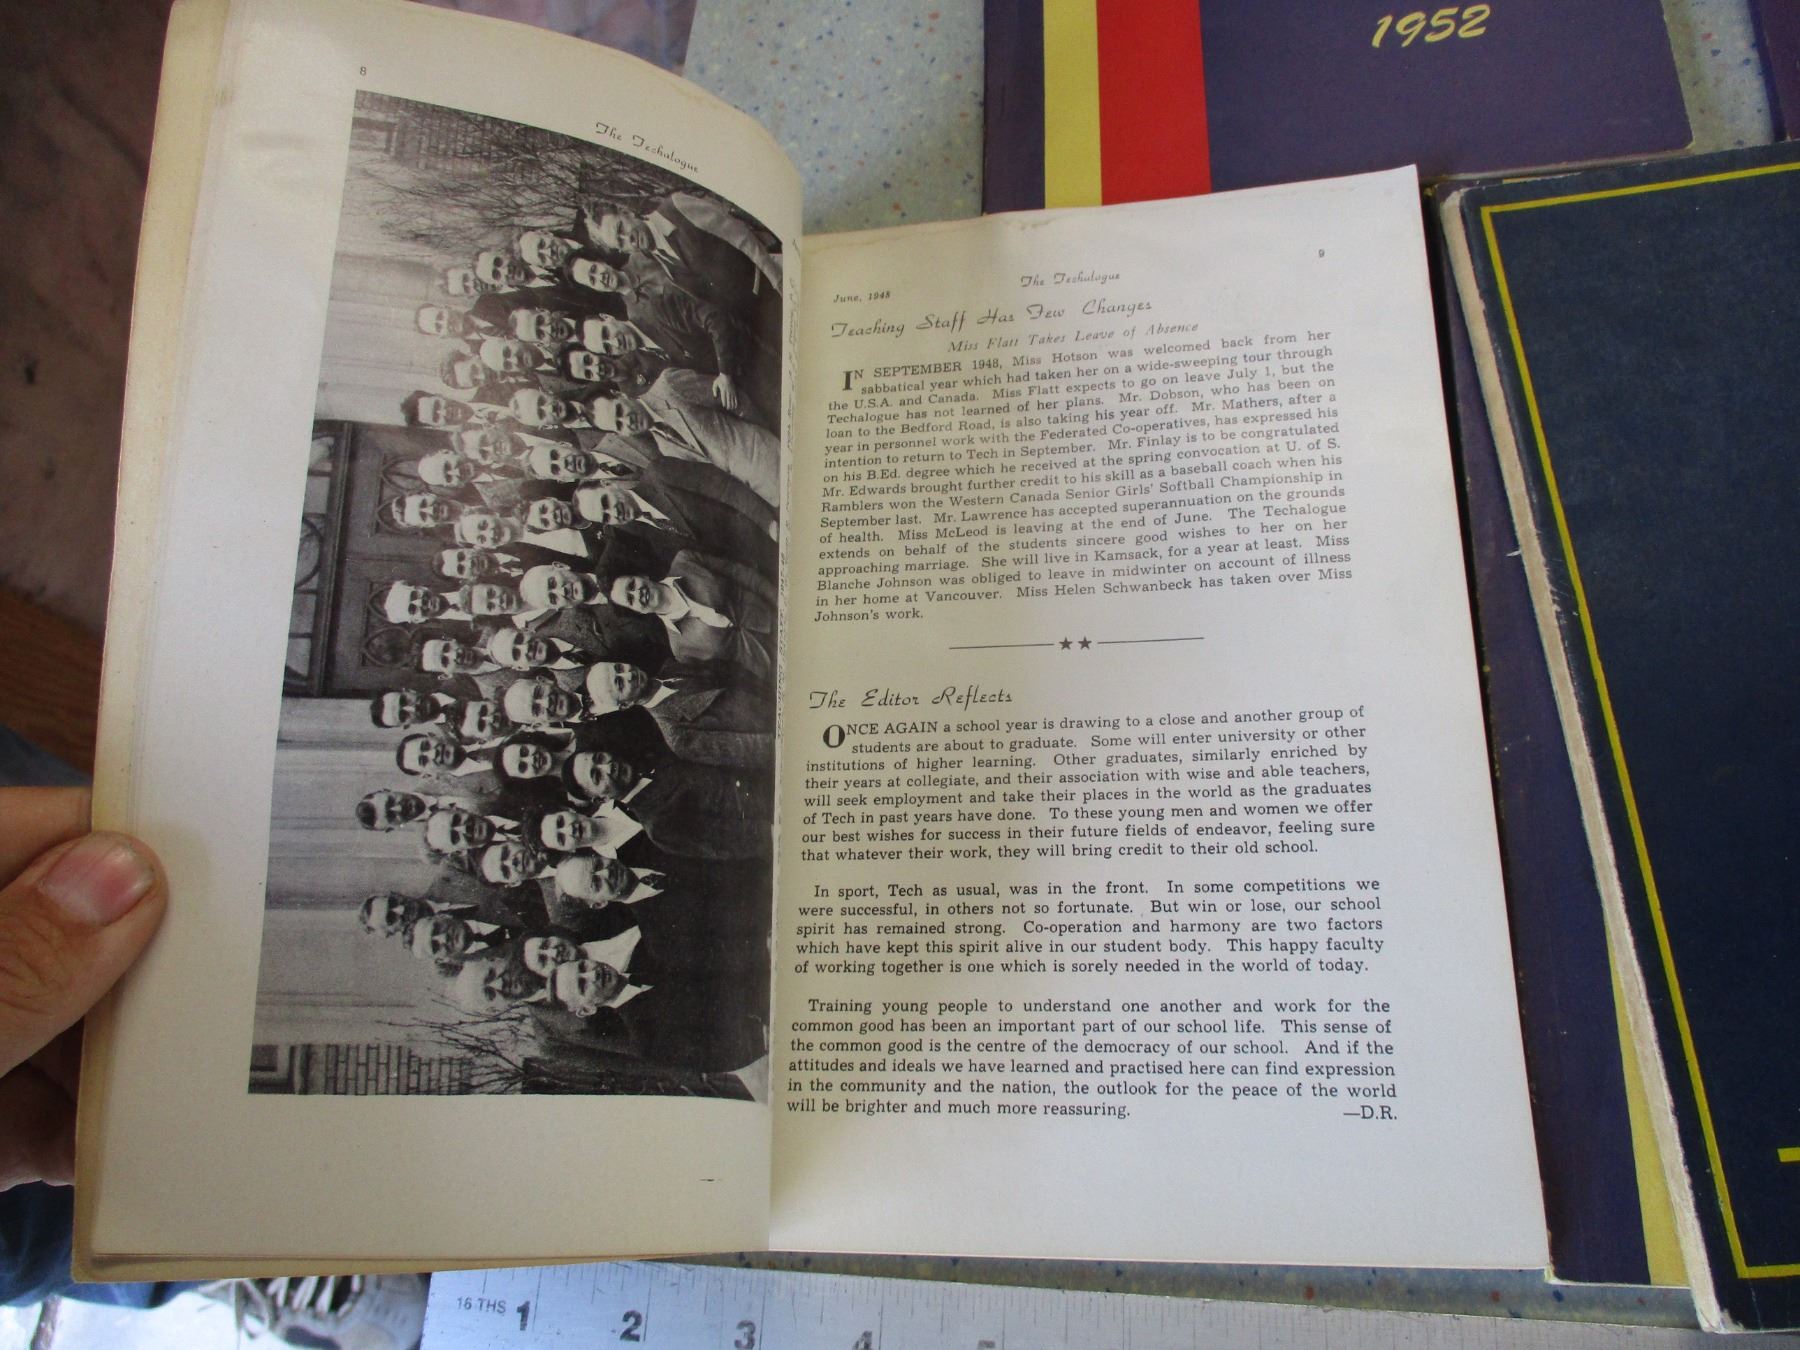 1952
8
The Techalogue
9
The Techalogue
June, 1948
Teaching Staff Has Few Changes
Miss Flatt Takes Leave of Absence
IN SEPTEMBER 1948, Miss Hotson was welcomed back from her
sabbatical year which had taken her on a wide-sweeping tour through
the U.S.A. and Canada. Miss Flatt expects to go on leave July 1, but the
Techalogue has not learned of her plans. Mr. Dobson, who has been on
loan to the Bedford Road, is also taking his year off. Mr. Mathers, after a
year in personnel work with the Federated Co-operatives, has expressed his
intention to return to Tech in September. Mr. Finlay is to be congratulated
on his B.Ed. degree which he received at the spring convocation at U. of S.
Mr. Edwards brought further credit to his skill as a baseball coach when his
Ramblers won the Western Canada Senior Girls' Softball Championship in
September last. Mr. Lawrence has accepted superannuation on the grounds
of health. Miss McLeod is leaving at the end of June. The Techalogue
extends on behalf of the students sincere good wishes to her on her
approaching marriage. She will live in Kamsack, for a year at least. Miss
Blanche Johnson was obliged to leave in midwinter on account of illness
in her home at Vancouver. Miss Helen Schwanbeck has taken over Miss
Johnson's work.
The Editor Reflects
ONCE AGAIN a school year is drawing to a close and another group of
students are about to graduate. Some will enter university or other
institutions of higher learning. Other graduates, similarly enriched by
their years at collegiate, and their association with wise and able teachers,
will seek employment and take their places in the world as the graduates
of Tech in past years have done. To these young men and women we offer
our best wishes for success in their future fields of endeavor, feeling sure
that whatever their work, they will bring credit to their old school.
In sport, Tech as usual, was in the front. In some competitions we
were successful, in others not so fortunate. But win or lose, our school
spirit has remained strong. Co-operation and harmony are two factors
which have kept this spirit alive in our student body. This happy faculty
of working together is one which is sorely needed in the world of today.
Training young people to understand one another and work for the
common good has been an important part of our school life. This sense of
the common good is the centre of the democracy of our school. And if the
attitudes and ideals we have learned and practised here can find expression
in the community and the nation, the outlook for the peace of the world
will be brighter and much more reassuring. —D.R.
16 THS 1 2 3 4 5